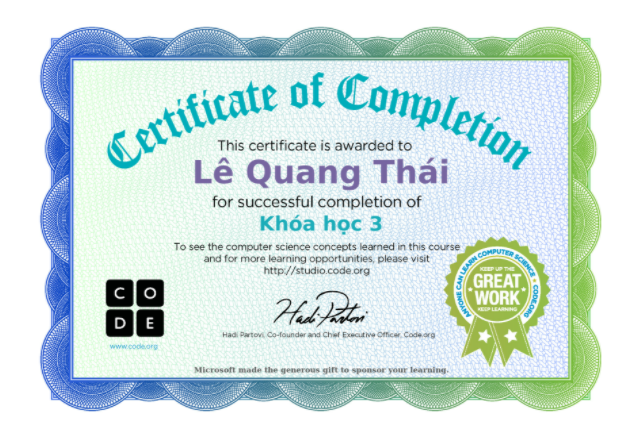 Certificate of Completion
This certificate is awarded to
Lê Quang Thái
for successful completion of
Khóa học 3
To see the computer science concepts learned in this course
and for more learning opportunities, please visit
http://studio.code.org
C O
D E
www.code.org
Hadi Partovi
Hadi Partovi, Co-founder and Chief Executive Officer, Code.org
ANYONE CAN LEARN COMPUTER SCIENCE • CODE.ORG
KEEP UP THE
GREAT
WORK
KEEP LEARNING
Microsoft made the generous gift to sponsor your learning.